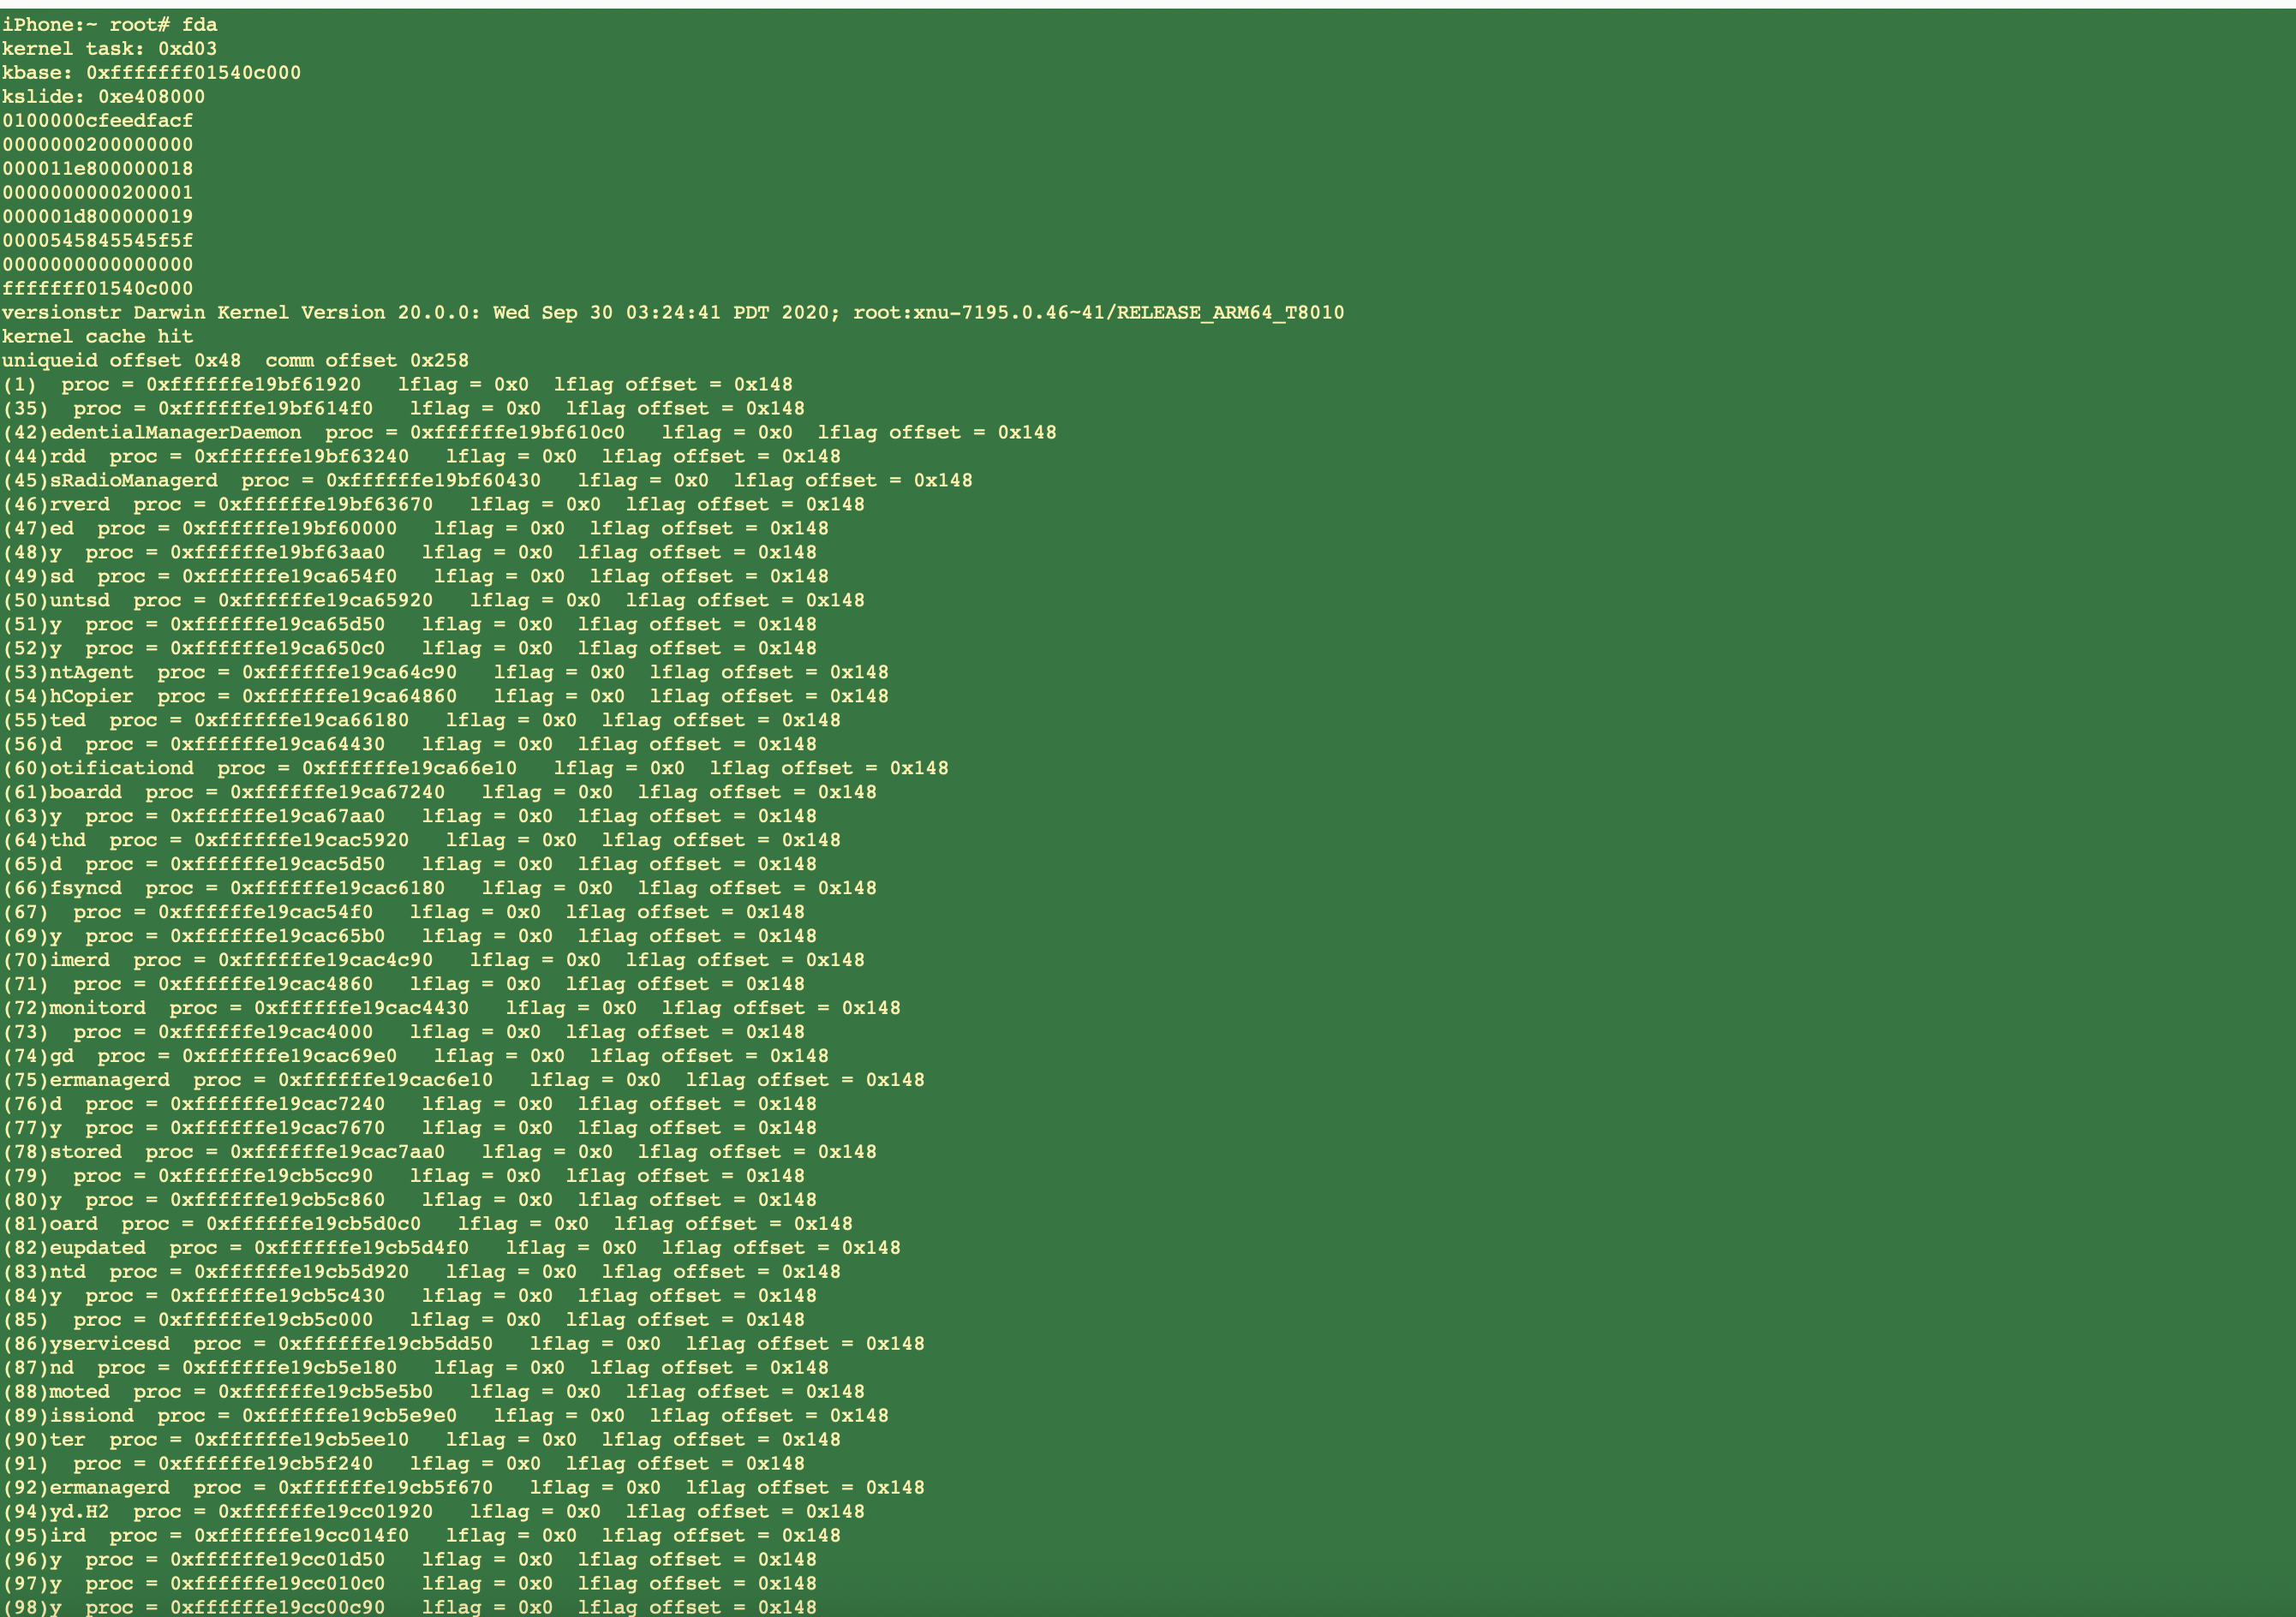 iPhone:~ root# fda
kernel task: 0xd03
kbase: 0xfffffff01540c000
kslide: 0xe408000
0100000cfeedfacf
0000000200000000
000011e800000018
0000000000200001
000001d800000019
0000545845545f5f
0000000000000000
fffffff01540c000
versionstr Darwin Kernel Version 20.0.0: Wed Sep 30 03:24:41 PDT 2020; root:xnu-7195.0.46~41/RELEASE_ARM64_T8010
kernel cache hit
uniqueid offset 0x48  comm offset 0x258
(1)  proc = 0xffffffe19bf61920   lflag = 0x0  lflag offset = 0x148
(35)  proc = 0xffffffe19bf614f0   lflag = 0x0  lflag offset = 0x148
(42)edentialManagerDaemon  proc = 0xffffffe19bf610c0   lflag = 0x0  lflag offset = 0x148
(44)rdd  proc = 0xffffffe19bf63240   lflag = 0x0  lflag offset = 0x148
(45)sRadioManagerd  proc = 0xffffffe19bf60430   lflag = 0x0  lflag offset = 0x148
(46)rverd  proc = 0xffffffe19bf63670   lflag = 0x0  lflag offset = 0x148
(47)ed  proc = 0xffffffe19bf60000   lflag = 0x0  lflag offset = 0x148
(48)y  proc = 0xffffffe19bf63aa0   lflag = 0x0  lflag offset = 0x148
(49)sd  proc = 0xffffffe19ca654f0   lflag = 0x0  lflag offset = 0x148
(50)untsd  proc = 0xffffffe19ca65920   lflag = 0x0  lflag offset = 0x148
(51)y  proc = 0xffffffe19ca65d50   lflag = 0x0  lflag offset = 0x148
(52)y  proc = 0xffffffe19ca650c0   lflag = 0x0  lflag offset = 0x148
(53)ntAgent  proc = 0xffffffe19ca64c90   lflag = 0x0  lflag offset = 0x148
(54)hCopier  proc = 0xffffffe19ca64860   lflag = 0x0  lflag offset = 0x148
(55)ted  proc = 0xffffffe19ca66180   lflag = 0x0  lflag offset = 0x148
(56)d  proc = 0xffffffe19ca64430   lflag = 0x0  lflag offset = 0x148
(60)otificationd  proc = 0xffffffe19ca66e10   lflag = 0x0  lflag offset = 0x148
(61)boardd  proc = 0xffffffe19ca67240   lflag = 0x0  lflag offset = 0x148
(63)y  proc = 0xffffffe19ca67aa0   lflag = 0x0  lflag offset = 0x148
(64)thd  proc = 0xffffffe19cac5920   lflag = 0x0  lflag offset = 0x148
(65)d  proc = 0xffffffe19cac5d50   lflag = 0x0  lflag offset = 0x148
(66)fsyncd  proc = 0xffffffe19cac6180   lflag = 0x0  lflag offset = 0x148
(67)  proc = 0xffffffe19cac54f0   lflag = 0x0  lflag offset = 0x148
(69)y  proc = 0xffffffe19cac65b0   lflag = 0x0  lflag offset = 0x148
(70)imerd  proc = 0xffffffe19cac4c90   lflag = 0x0  lflag offset = 0x148
(71)  proc = 0xffffffe19cac4860   lflag = 0x0  lflag offset = 0x148
(72)monitord  proc = 0xffffffe19cac4430   lflag = 0x0  lflag offset = 0x148
(73)  proc = 0xffffffe19cac4000   lflag = 0x0  lflag offset = 0x148
(74)gd  proc = 0xffffffe19cac69e0   lflag = 0x0  lflag offset = 0x148
(75)ermanagerd  proc = 0xffffffe19cac6e10   lflag = 0x0  lflag offset = 0x148
(76)d  proc = 0xffffffe19cac7240   lflag = 0x0  lflag offset = 0x148
(77)y  proc = 0xffffffe19cac7670   lflag = 0x0  lflag offset = 0x148
(78)stored  proc = 0xffffffe19cac7aa0   lflag = 0x0  lflag offset = 0x148
(79)  proc = 0xffffffe19cb5cc90   lflag = 0x0  lflag offset = 0x148
(80)y  proc = 0xffffffe19cb5c860   lflag = 0x0  lflag offset = 0x148
(81)oard  proc = 0xffffffe19cb5d0c0   lflag = 0x0  lflag offset = 0x148
(82)eupdated  proc = 0xffffffe19cb5d4f0   lflag = 0x0  lflag offset = 0x148
(83)ntd  proc = 0xffffffe19cb5d920   lflag = 0x0  lflag offset = 0x148
(84)y  proc = 0xffffffe19cb5c430   lflag = 0x0  lflag offset = 0x148
(85)  proc = 0xffffffe19cb5c000   lflag = 0x0  lflag offset = 0x148
(86)yservicesd  proc = 0xffffffe19cb5dd50   lflag = 0x0  lflag offset = 0x148
(87)nd  proc = 0xffffffe19cb5e180   lflag = 0x0  lflag offset = 0x148
(88)moted  proc = 0xffffffe19cb5e5b0   lflag = 0x0  lflag offset = 0x148
(89)issiond  proc = 0xffffffe19cb5e9e0   lflag = 0x0  lflag offset = 0x148
(90)ter  proc = 0xffffffe19cb5ee10   lflag = 0x0  lflag offset = 0x148
(91)  proc = 0xffffffe19cb5f240   lflag = 0x0  lflag offset = 0x148
(92)ermanagerd  proc = 0xffffffe19cb5f670   lflag = 0x0  lflag offset = 0x148
(94)yd.H2  proc = 0xffffffe19cc01920   lflag = 0x0  lflag offset = 0x148
(95)ird  proc = 0xffffffe19cc014f0   lflag = 0x0  lflag offset = 0x148
(96)y  proc = 0xffffffe19cc01d50   lflag = 0x0  lflag offset = 0x148
(97)y  proc = 0xffffffe19cc010c0   lflag = 0x0  lflag offset = 0x148
(98)y  proc = 0xffffffe19cc00c90   lflag = 0x0  lflag offset = 0x148